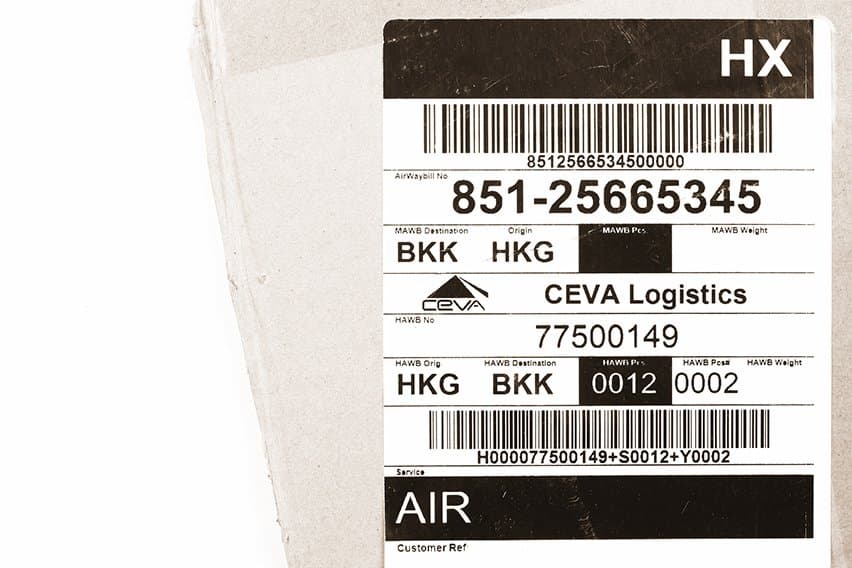 HX
8512566534500000
AirWaybill No
851-25665345
MAWB Destination Origin MAWB Pcs. MAWB Weight
BKK HKG
CEVA CEVA Logistics
HAWB No
77500149
HAWB Orig HAWB Destination HAWB Pcs HAWB Pcs# HAWB Weight
HKG BKK 0012 0002
H000077500149+S0012+Y0002
Service
AIR
Customer Ref